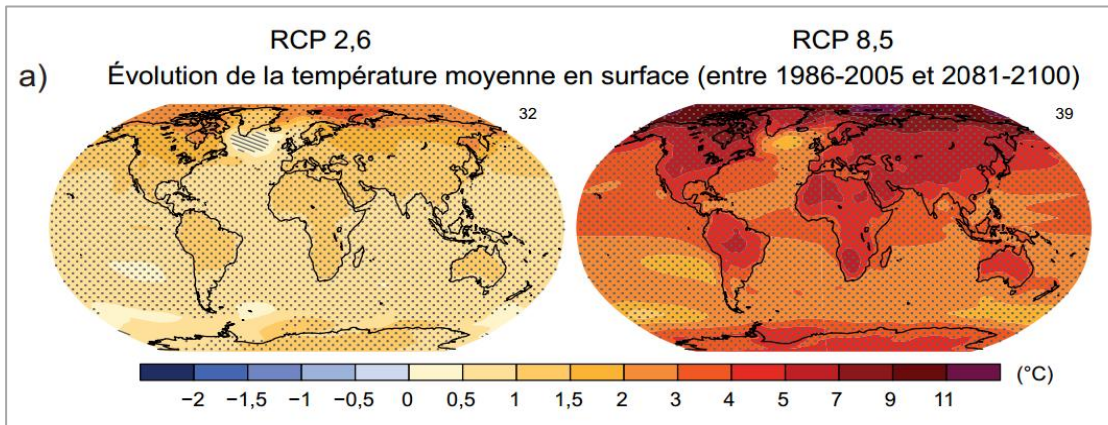 RCP 2,6
RCP 8,5
a) Évolution de la température moyenne en surface (entre 1986-2005 et 2081-2100)
32
39
−2 −1,5 −1 −0,5 0 0,5 1 1,5 2 3 4 5 7 9 11 (°C)